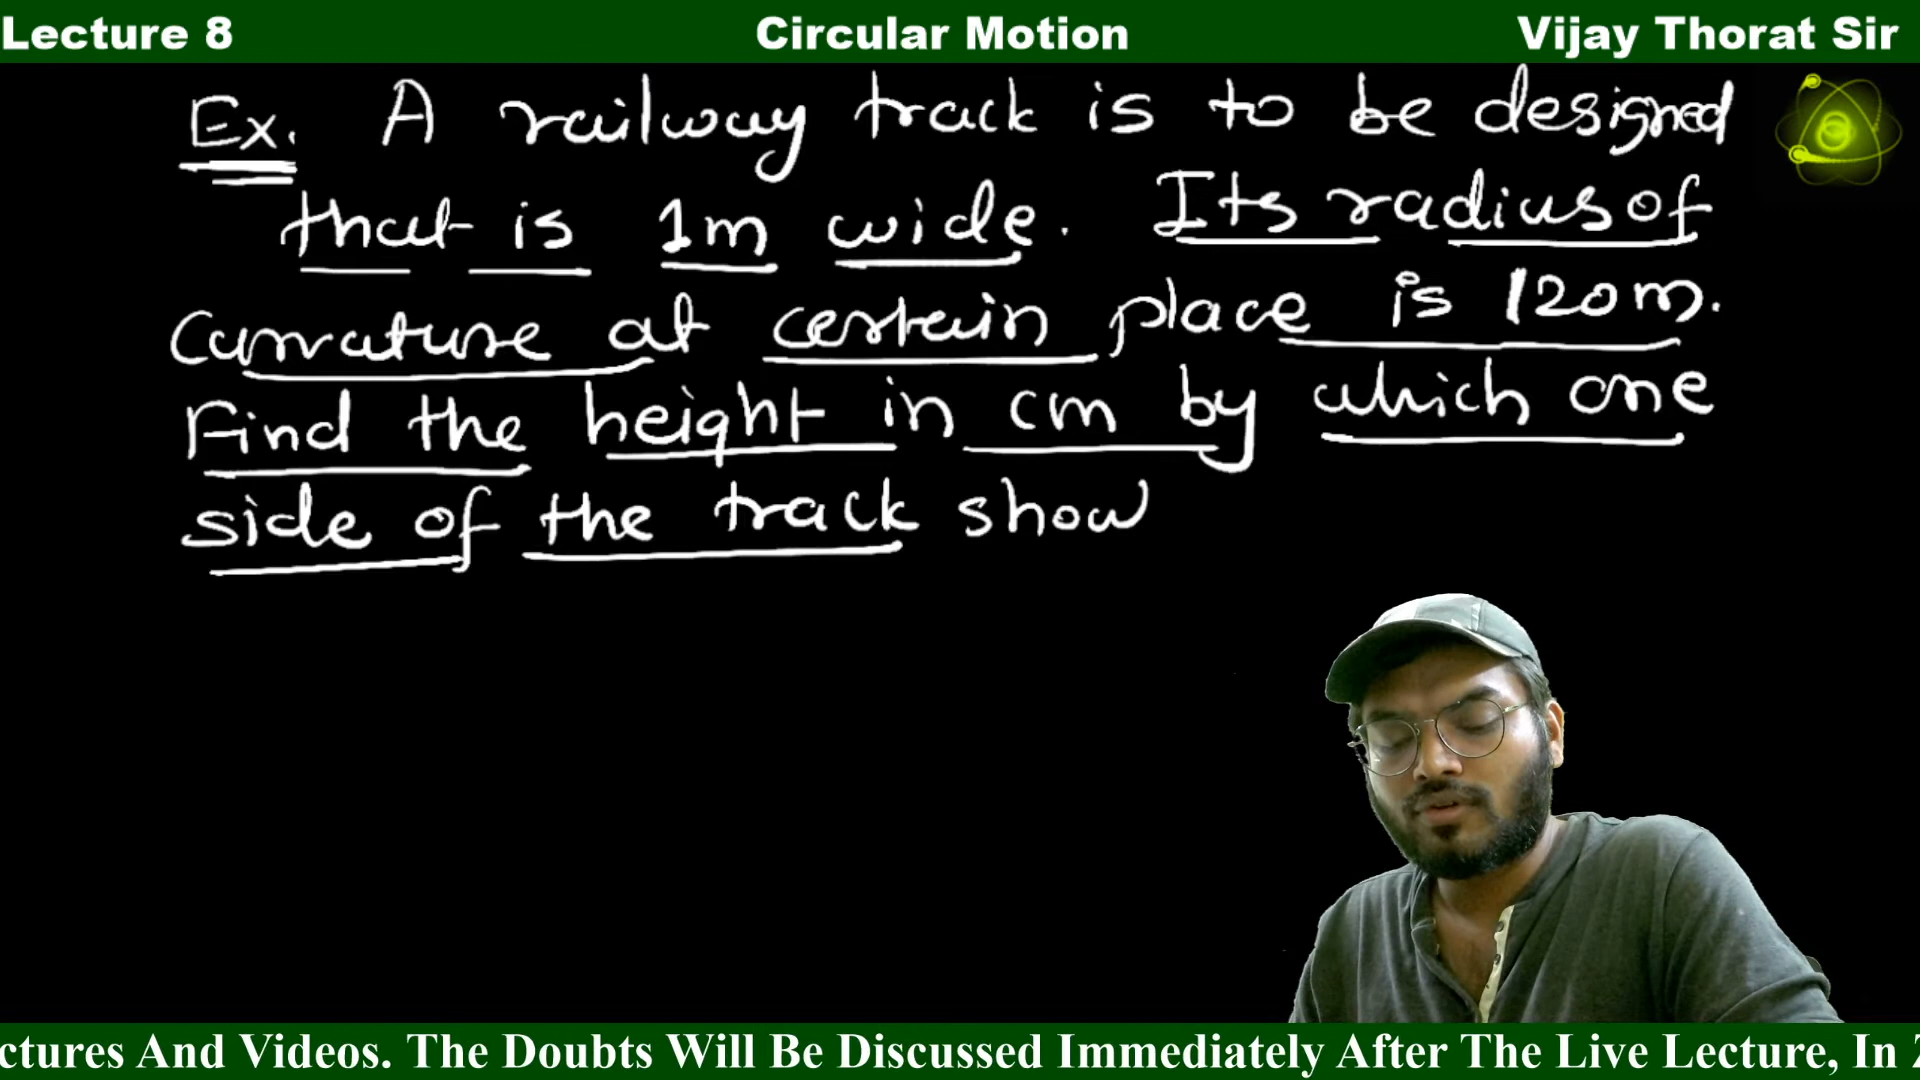 Lecture 8 Circular Motion Vijay Thorat Sir
Ex. A railway track is to be designed
that is 1m wide. Its radius of
Curvature at certain place is 120m.
Find the height in cm by which one
side of the track show
ctures And Videos. The Doubts Will Be Discussed Immediately After The Live Lecture, In